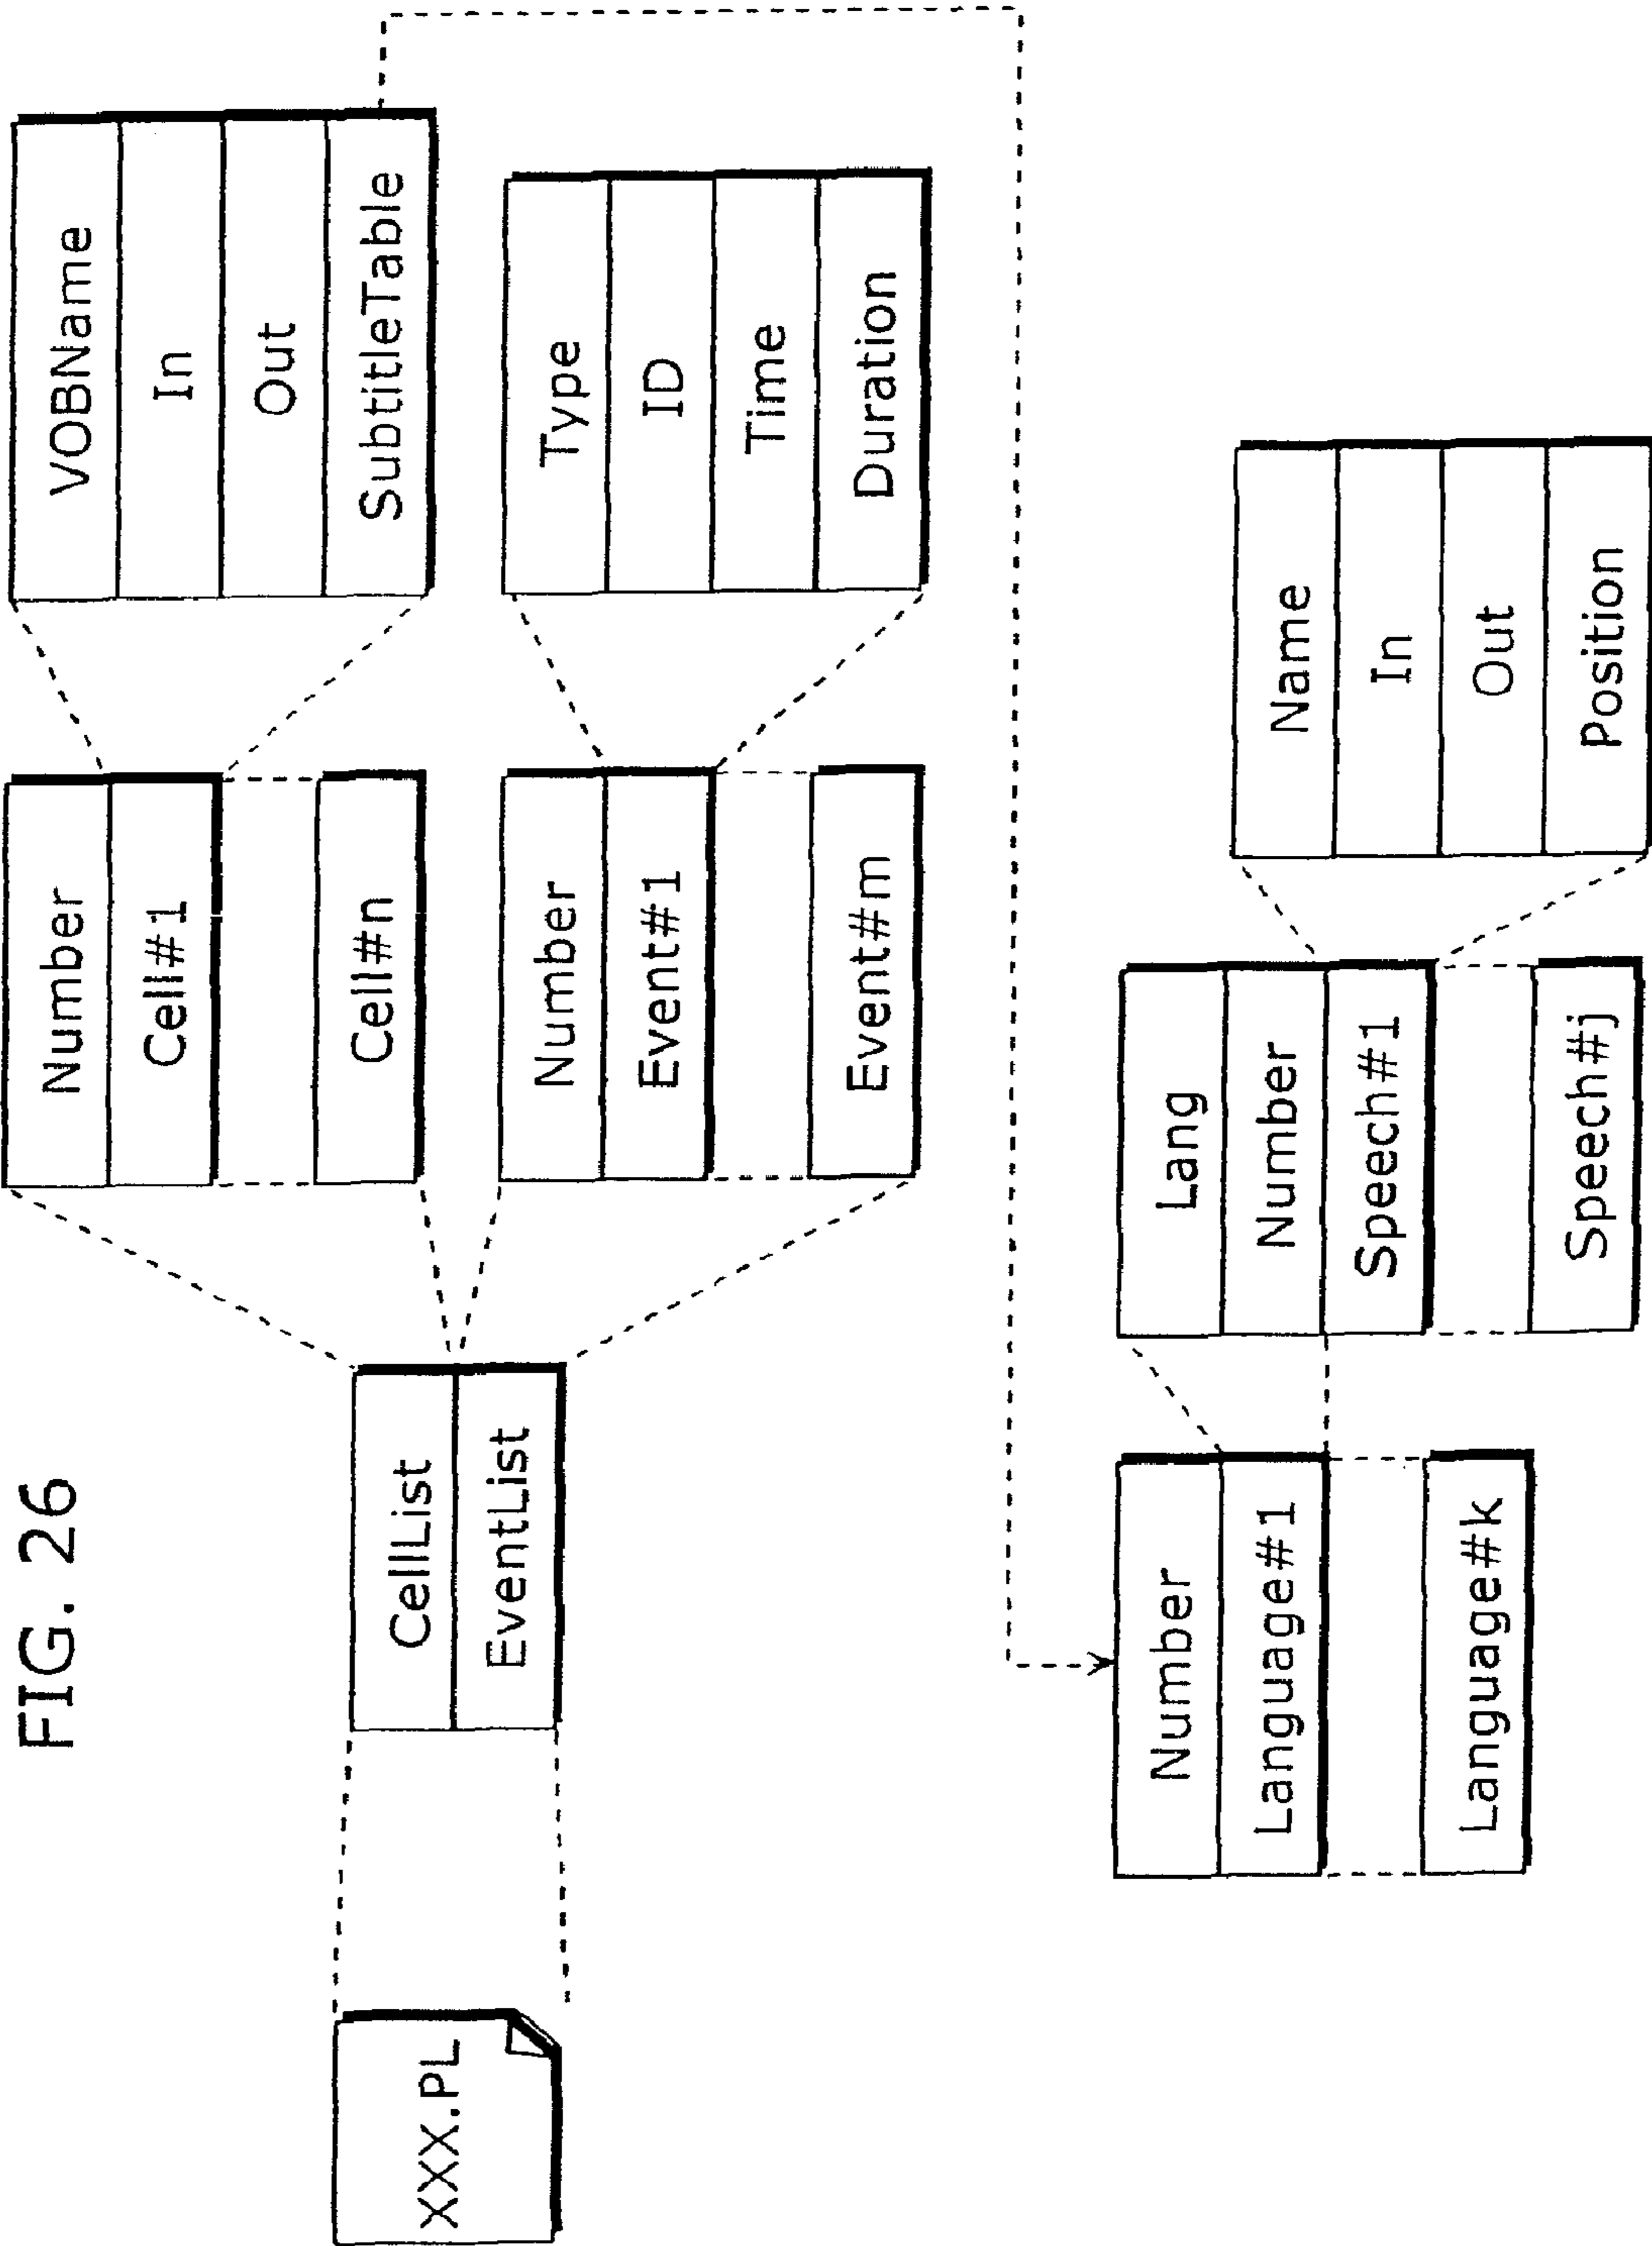 FIG. 26
XXX.PL
CellList
EventList
Number
Cell#1
Cell#n
Number
Event#1
Event#m
VOBName
In
Out
SubtitleTable
Type
ID
Time
Duration
Number
Language#1
Language#k
Lang
Number
Speech#1
Speech#j
Name
In
Out
Position